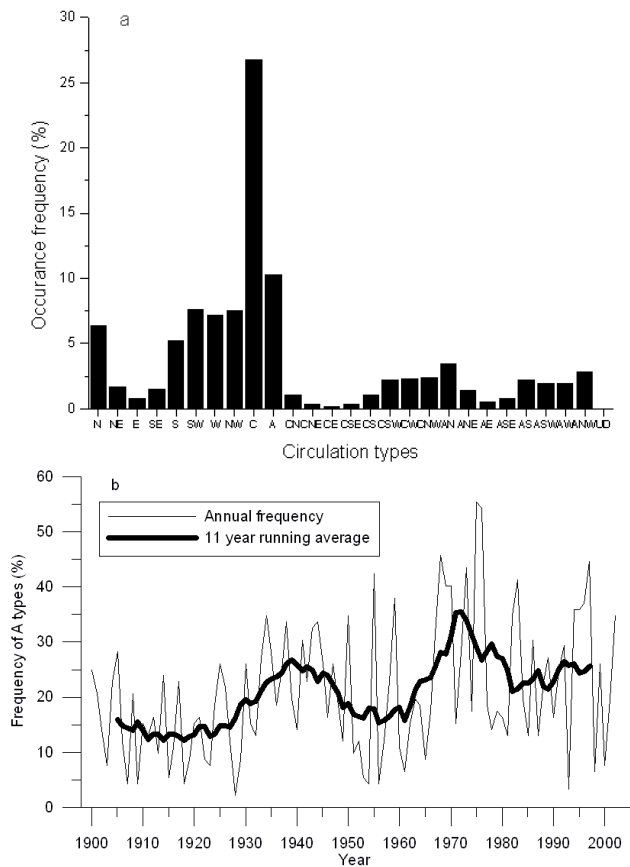 a
Occurance frequency (%)
30
25
20
15
10
5
0
N NE E SE S SW W NW C A CN CNE CE CSE CS CSW CW CNW AN ANE AE ASE AS ASW AW ANW UD
Circulation types
b
Annual frequency
11 year running average
Frequency of A types (%)
60
50
40
30
20
10
0
1900 1910 1920 1930 1940 1950 1960 1970 1980 1990 2000
Year